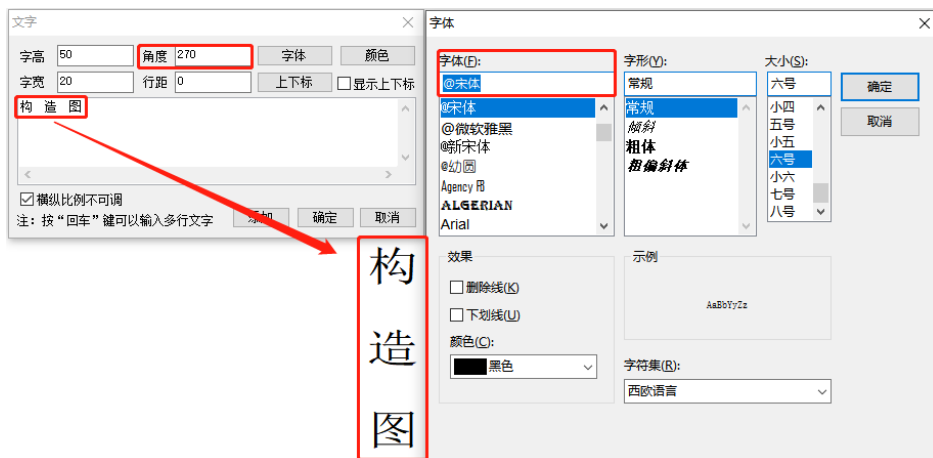 文字
字高 50 角度 270 字体 颜色
字宽 20 行距 0 上下标 显示上下标
构 造 图
横纵比例不可调
注：按“回车”键可以输入多行文字 添加 确定 取消
构
造
图
字体
字体(F): 字形(Y): 大小(S):
@宋体 常规 六号 确定
@宋体 常规 小四 取消
@微软雅黑 倾斜 五号
@新宋体 粗体 小五
@幼圆 粗偏斜体 六号
Agency FB 小六
ALGERIAN 七号
Arial 八号
效果 示例
删除线(K)
下划线(U) AaBbYyZz
颜色(C):
黑色 字符集(R):
西欧语言